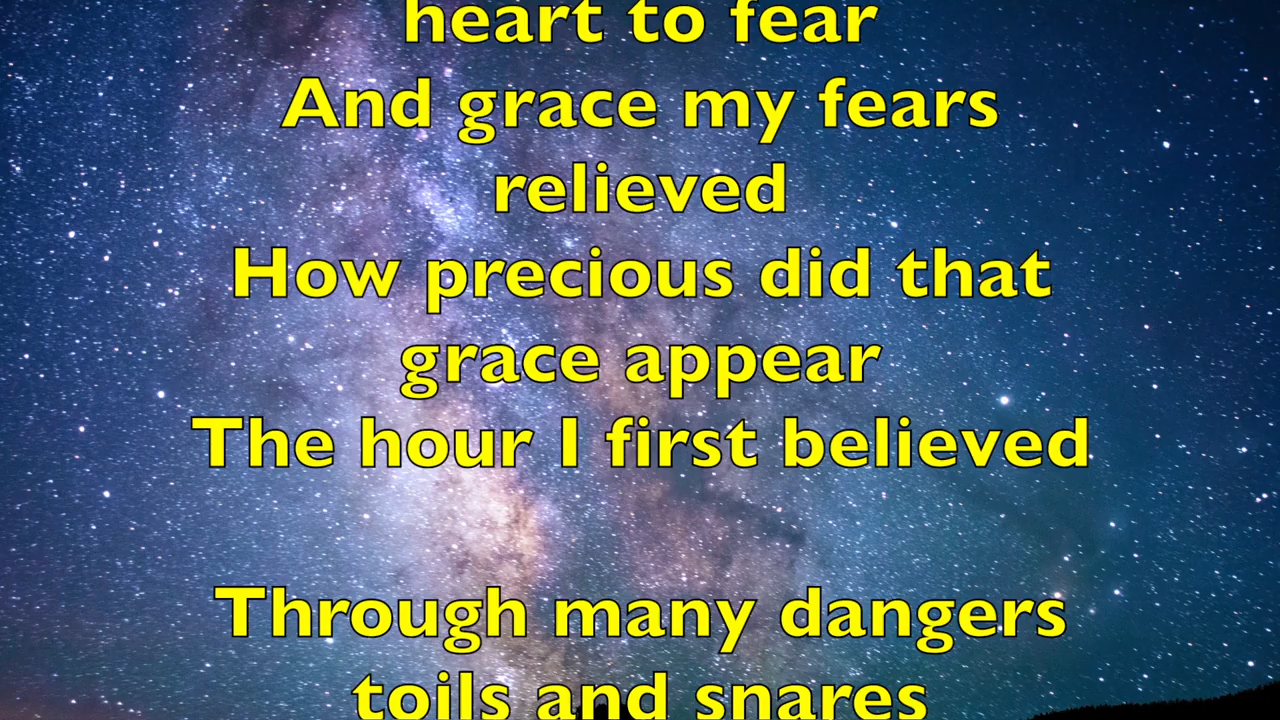 heart to fear
And grace my fears
relieved
How precious did that
grace appear
The hour I first believed
Through many dangers
toils and snares